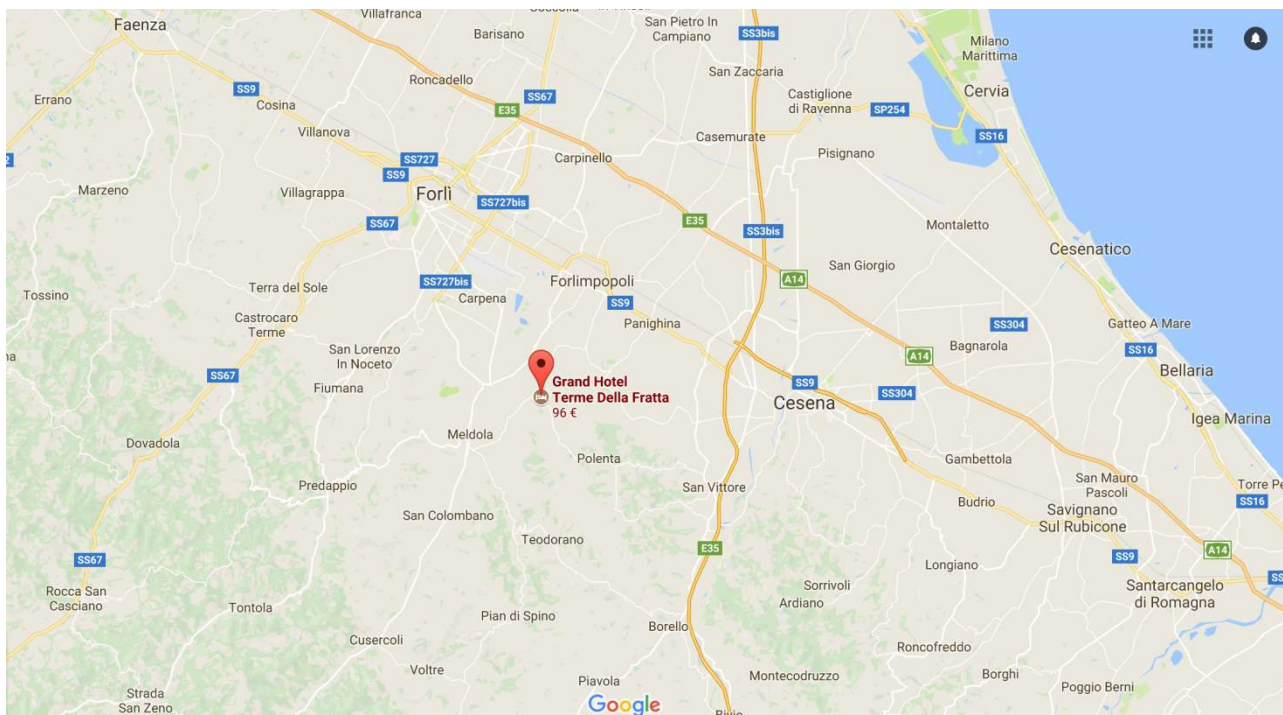 Villafranca
Coccolia
San Pietro In
Campiano
Faenza
Barisano
SS3bis
Milano
Marittima
San Zaccaria
Roncadello
Errano
SS9
SS67
Cosina
E35
Castiglione
di Ravenna
SP254
Cervia
Villanova
Casemurate
SS16
SS727
Carpinello
Pisignano
SS9
Marzeno
Villagrappa
Forlì
SS727bis
SS67
E35
SS3bis
Montaletto
Cesenatico
San Giorgio
A14
SS727bis
Forlimpopoli
Terra del Sole
Carpena
SS9
Tossino
Castrocaro
Terme
Panighina
SS304
Gatteo A Mare
San Lorenzo
In Noceto
Bagnarola
SS16
A14
Bellaria
SS67
Fiumana
Grand Hotel
Terme Della Fratta
96 €
SS9
SS304
Cesena
Igea Marina
Dovadola
Meldola
Polenta
Gambettola
Predappio
San Vittore
San Mauro
Pascoli
Torre Pe
SS16
Budrio
Savignano
Sul Rubicone
San Colombano
Teodorano
E35
A14
SS67
SS9
Longiano
Rocca San
Casciano
Tontola
Sorrivoli
Ardiano
Santarcangelo
di Romagna
Pian di Spino
Borello
Cusercoli
Roncofreddo
Voltre
Montecodruzzo
Borghi
Piavola
Poggio Berni
Strada
San Zeno
Google